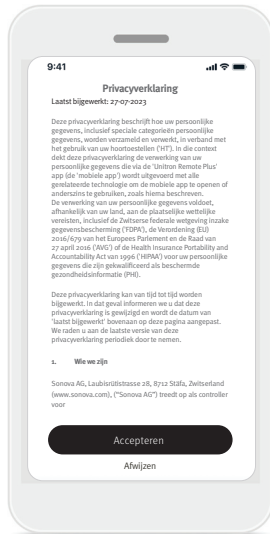 9:41
Privacyverklaring
Laatst bijgewerkt: 27-07-2023
Deze privacyverklaring beschrijft hoe uw persoonlijke
gegevens, inclusief speciale categorieën persoonlijke
gegevens, worden verzameld en verwerkt, in verband met
het gebruik van uw hoortoestellen ('HT'). In die context
dekt deze privacyverklaring de verwerking van uw
persoonlijke gegevens die via de 'Unitron Remote Plus'
app (de 'mobiele app') wordt uitgevoerd met alle
gerelateerde technologie om de mobiele app te openen of
anderszins te gebruiken, zoals hierna beschreven.
De verwerking van uw persoonlijke gegevens voldoet,
afhankelijk van uw land, aan de plaatselijke wettelijke
vereisten, inclusief de Zwitserse federale wetgeving inzake
gegevensbescherming ('FDPA'), de Verordening (EU)
2016/679 van het Europees Parlement en de Raad van
27 april 2016 ('AVG') of de Health Insurance Portability and
Accountability Act van 1996 ('HIPAA') voor uw persoonlijke
gegevens die zijn gekwalificeerd als beschermde
gezondheidsinformatie (PHI).
Deze privacyverklaring kan van tijd tot tijd worden
bijgewerkt. In dat geval informeren we u dat deze
privacyverklaring is gewijzigd en wordt de datum van
'laatst bijgewerkt' bovenaan op deze pagina aangepast.
We raden u aan de laatste versie van deze
privacyverklaring periodiek door te nemen.
1. Wie we zijn
Sonova AG, Laubisrütistrasse 28, 8712 Stäfa, Zwitserland
(www.sonova.com), ("Sonova AG") treedt op als controller
voor
Accepteren
Afwijzen